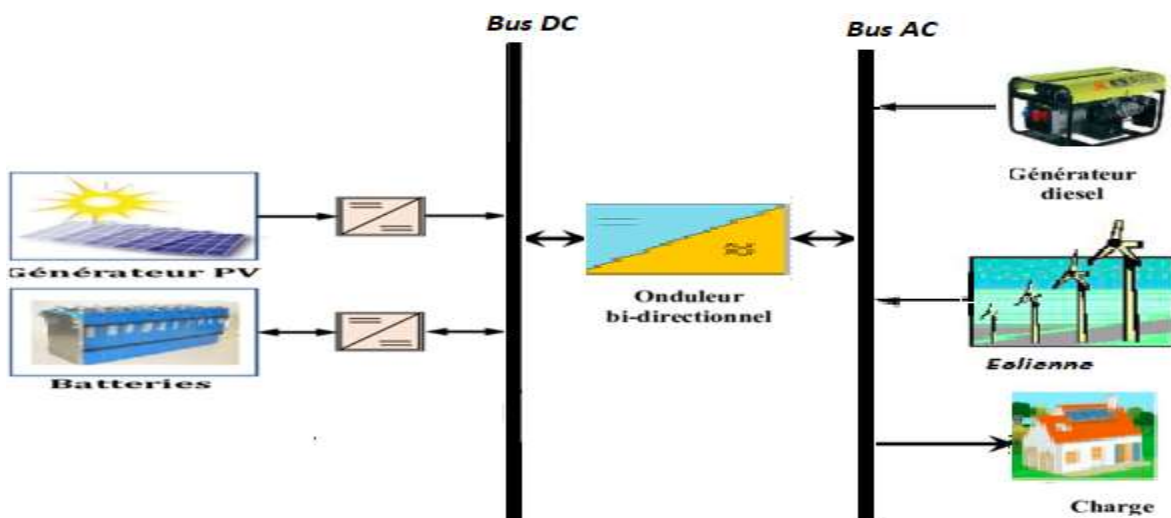 Bus DC
Bus AC
Générateur PV
Batteries
Onduleur
bi-directionnel
Générateur
diesel
Eolienne
Charge